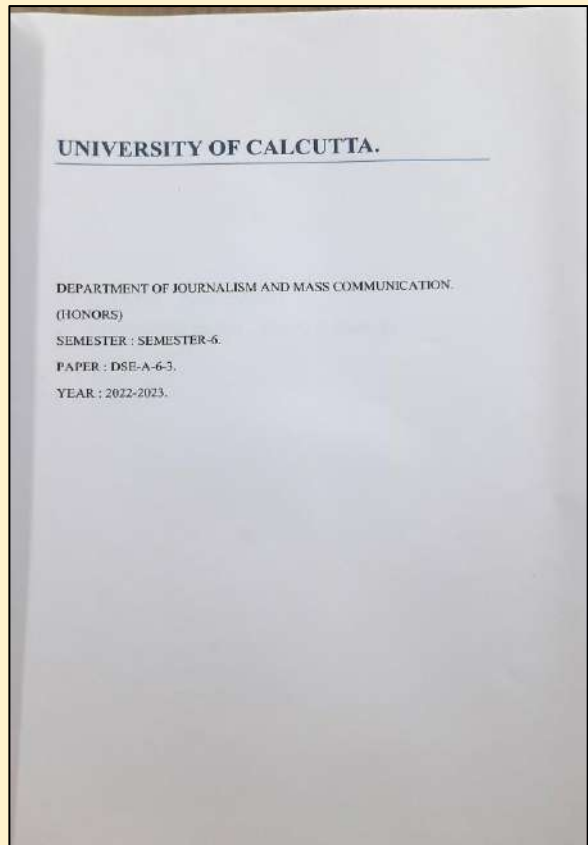 UNIVERSITY OF CALCUTTA.
DEPARTMENT OF JOURNALISM AND MASS COMMUNICATION.
(HONORS)
SEMESTER : SEMESTER-6.
PAPER : DSE-A-6-3.
YEAR : 2022-2023.